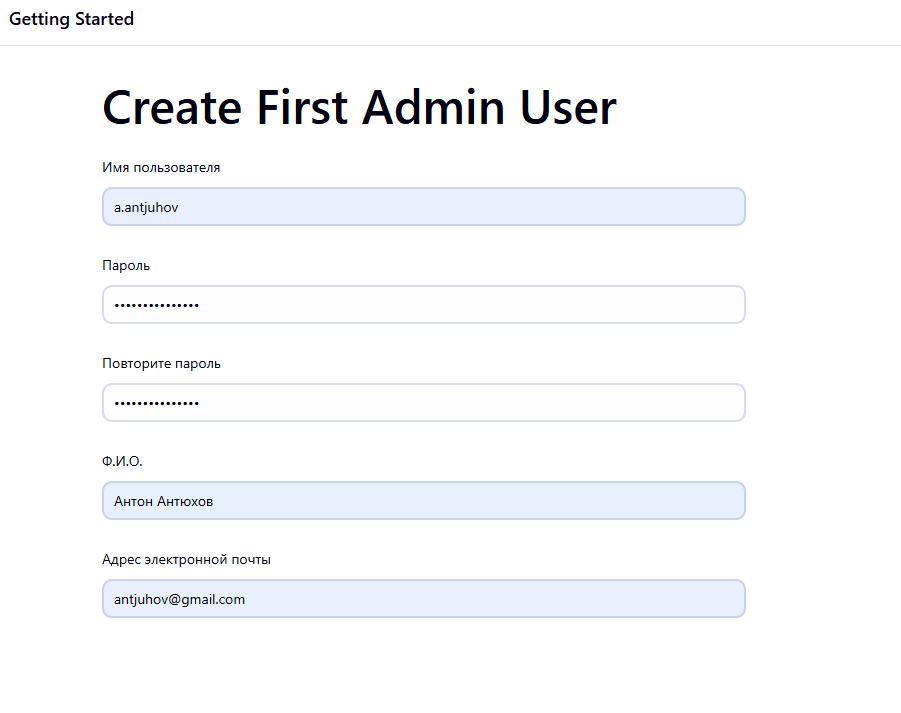 Getting Started
Create First Admin User
Имя пользователя
a.antjuhov
Пароль
•••••••••••••••
Повторите пароль
•••••••••••••••
Ф.И.О.
Антон Антюхов
Адрес электронной почты
antjuhov@gmail.com